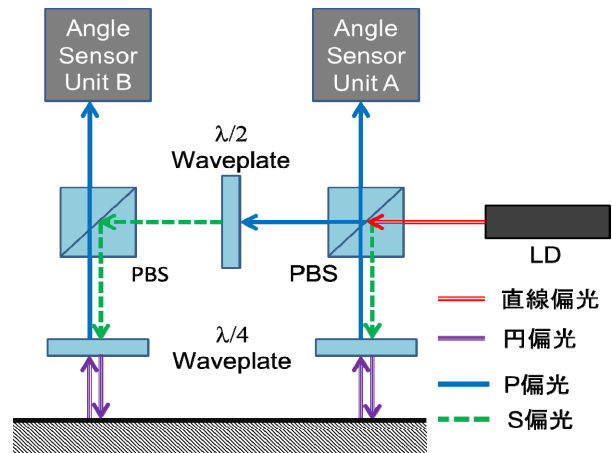 Angle
Sensor
Unit B
Angle
Sensor
Unit A
λ/2
Waveplate
PBS
PBS
LD
λ/4
Waveplate
直線偏光
円偏光
P偏光
S偏光